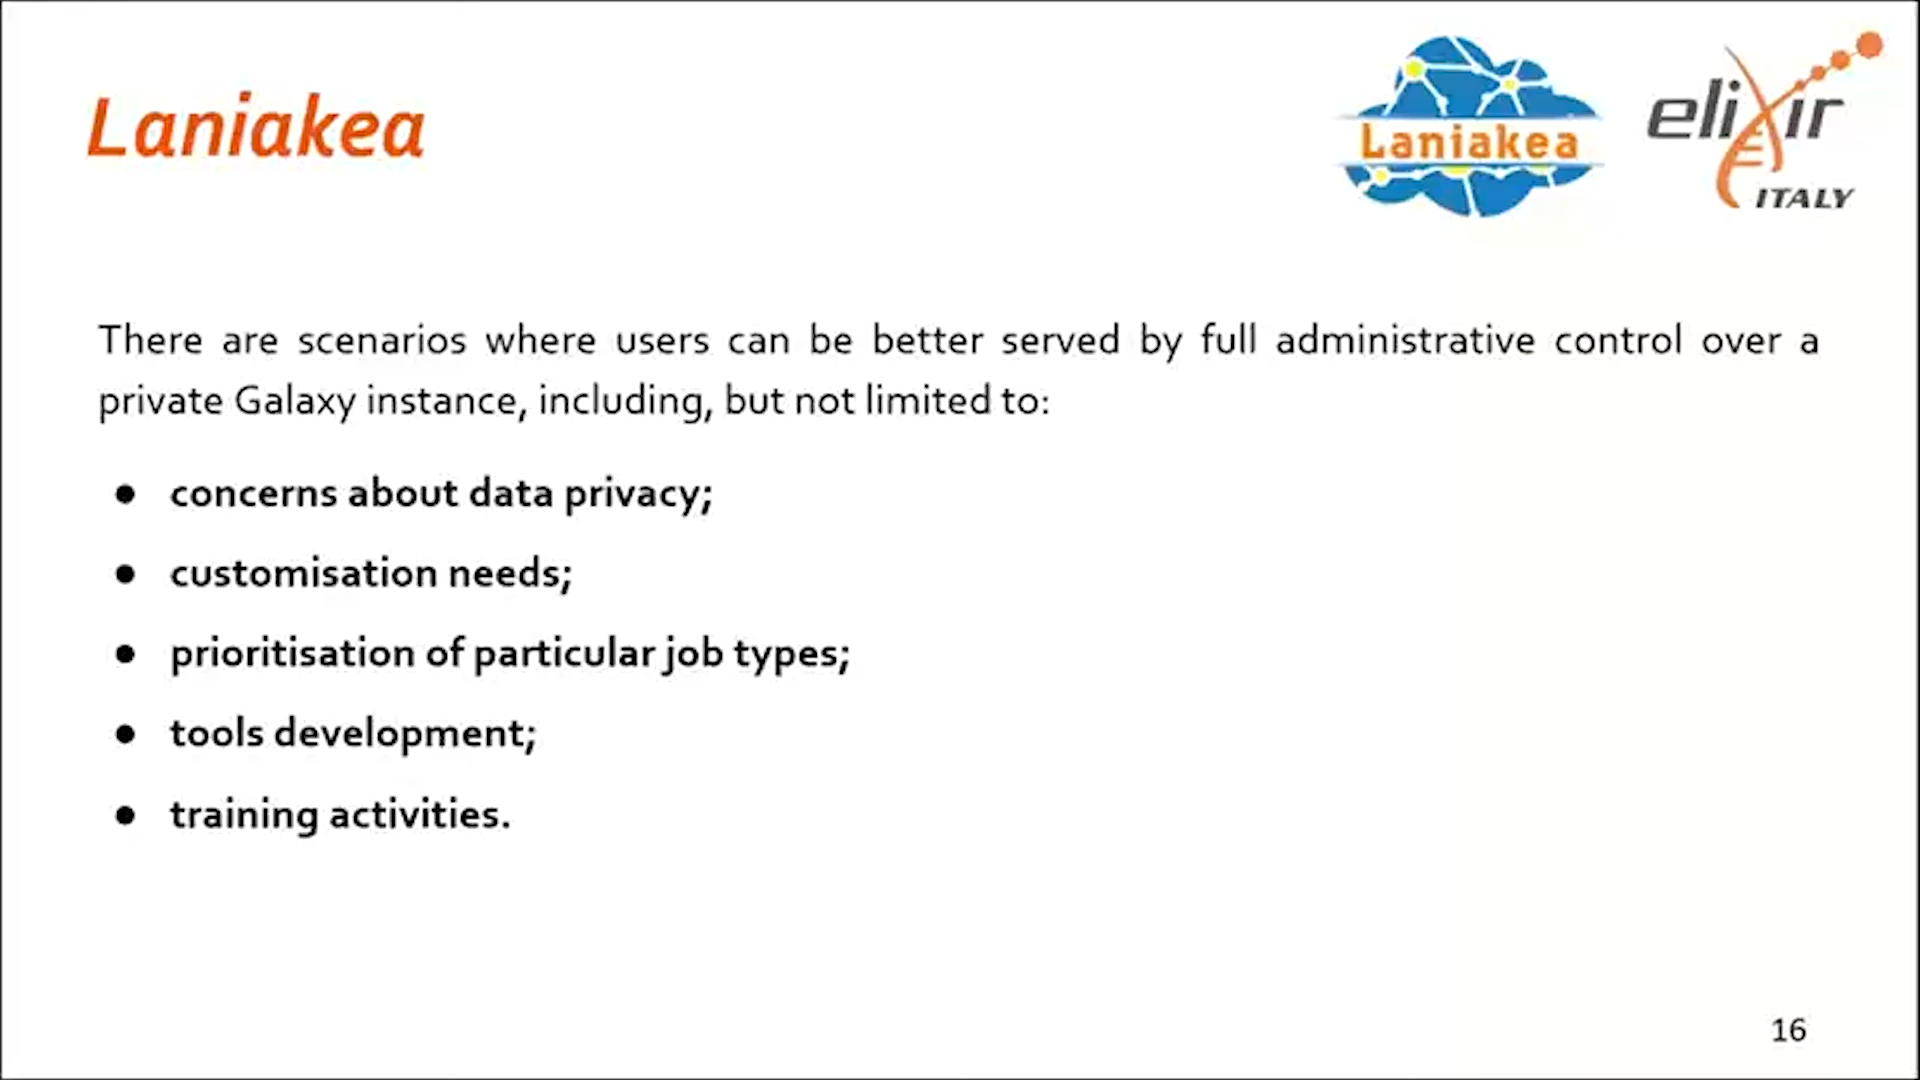 Laniakea
Laniakea
elixir
ITALY
There are scenarios where users can be better served by full administrative control over a
private Galaxy instance, including, but not limited to:
● concerns about data privacy;
● customisation needs;
● prioritisation of particular job types;
● tools development;
● training activities.
16